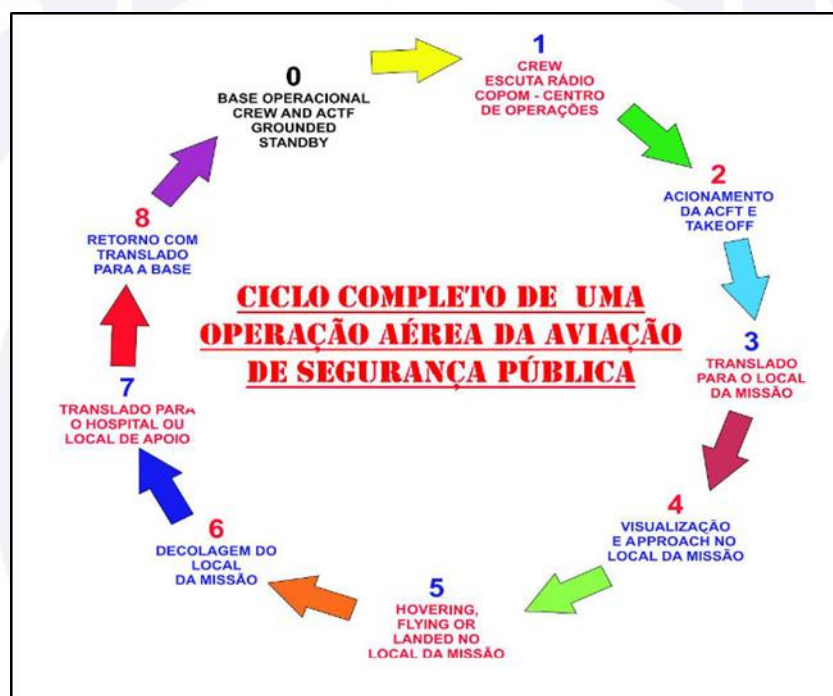 0
BASE OPERACIONAL
CREW AND ACTF
GROUNDED
STANDBY
1
CREW
ESCUTA RÁDIO
COPOM - CENTRO
DE OPERAÇÕES
2
ACIONAMENTO
DA ACFT E
TAKEOFF
3
TRANSLADO
PARA O LOCAL
DA MISSÃO
4
VISUALIZAÇÃO
E APPROACH NO
LOCAL DA MISSÃO
5
HOVERING,
FLYING OR
LANDED NO
LOCAL DA MISSÃO
6
DECOLAGEM DO
LOCAL
DA MISSÃO
7
TRANSLADO PARA
O HOSPITAL OU
LOCAL DE APOIO
8
RETORNO COM
TRANSLADO
PARA A BASE
CICLO COMPLETO DE UMA
OPERAÇÃO AÉREA DA AVIAÇÃO
DE SEGURANÇA PÚBLICA